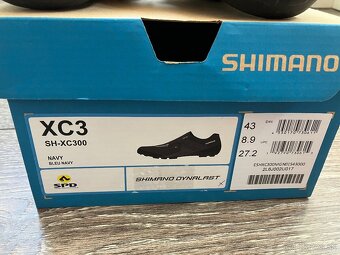 SHIMANO
XC3
SH-XC300
NAVY
BLEU NAVY
SPD
SHIMANO DYNALAST
43
8.9
27.2